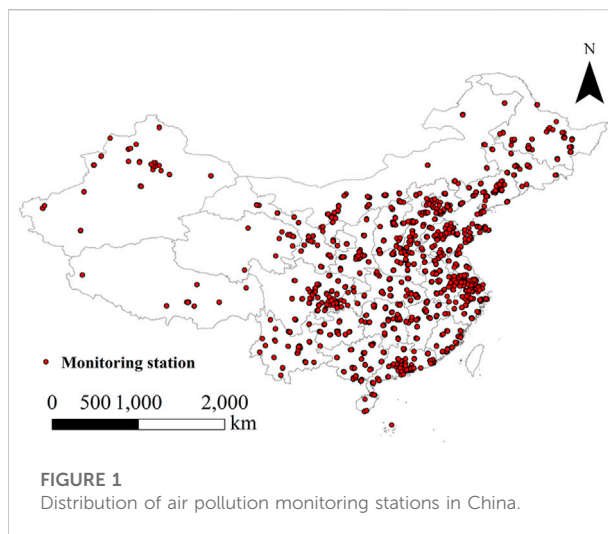 N
Monitoring station
0 500 1,000 2,000
km
FIGURE 1
Distribution of air pollution monitoring stations in China.